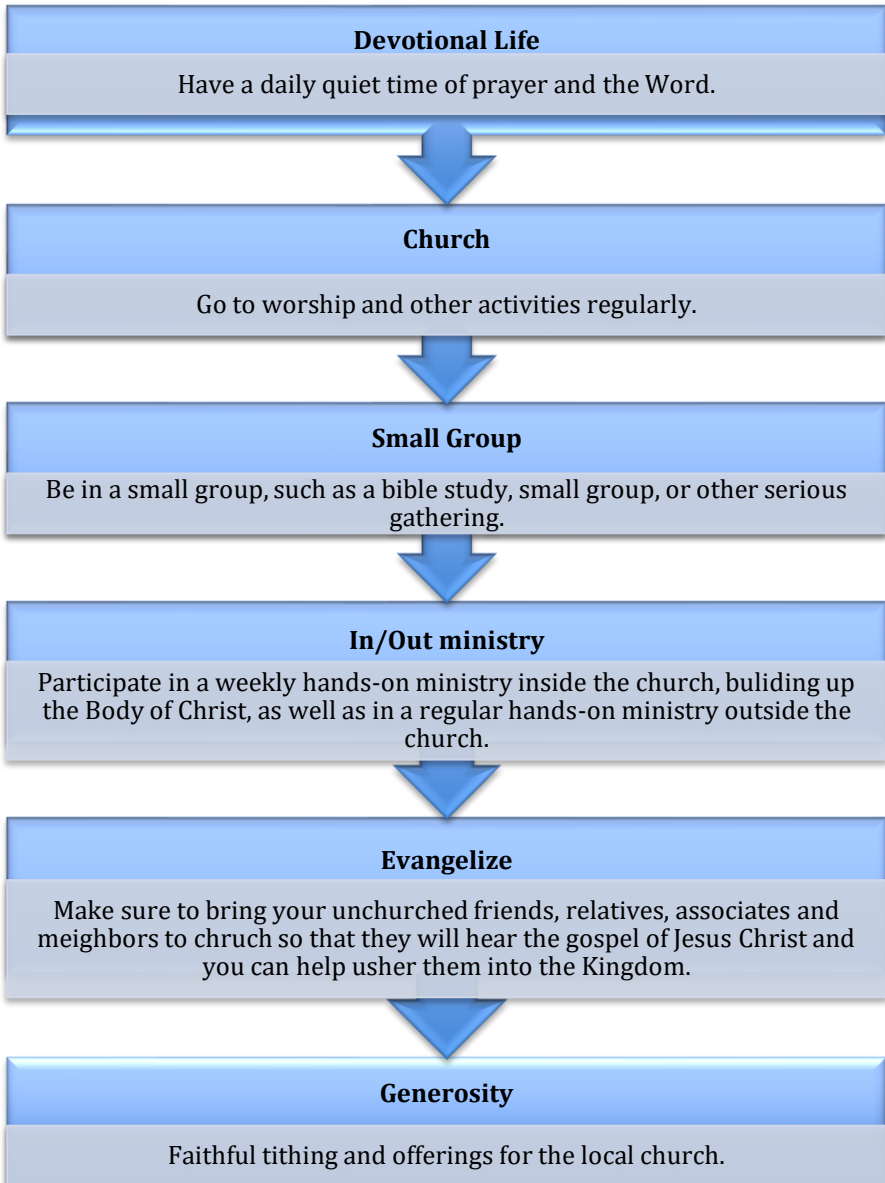 Devotional Life
Have a daily quiet time of prayer and the Word.
Church
Go to worship and other activities regularly.
Small Group
Be in a small group, such as a bible study, small group, or other serious
gathering.
In/Out ministry
Participate in a weekly hands-on ministry inside the church, buliding up
the Body of Christ, as well as in a regular hands-on ministry outside the
church.
Evangelize
Make sure to bring your unchurched friends, relatives, associates and
meighbors to chruch so that they will hear the gospel of Jesus Christ and
you can help usher them into the Kingdom.
Generosity
Faithful tithing and offerings for the local church.